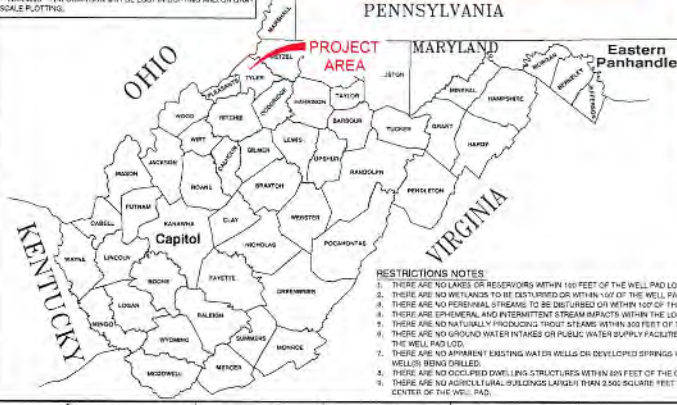 SCALE PLOTTING.
PENNSYLVANIA
MARSHALL
OHIO
PROJECT
AREA
MARYLAND
Eastern
Panhandle
WETZEL
TYLER
PLEASANTS
DODDRIDGE
HARRISON
TAYLOR
MINERAL
HAMPSHIRE
MORGAN
BERKELEY
JEFFERSON
WOOD
RITCHIE
BARBOUR
TUCKER
GRANT
HARDY
WIRT
CALHOUN
GILMER
LEWIS
UPSHUR
RANDOLPH
JACKSON
MASON
ROANE
BRAXTON
PENDLETON
PUTNAM
CABELL
KANAWHA
Capitol
CLAY
WEBSTER
NICHOLAS
POCAHONTAS
VIRGINIA
KENTUCKY
WAYNE
LINCOLN
BOONE
FAYETTE
GREENBRIER
LOGAN
MINGO
RALEIGH
WYOMING
SUMMERS
MONROE
MERCER
MCDOWELL
RESTRICTIONS NOTES
1. THERE ARE NO LAKES OR RESERVOIRS WITHIN 100 FEET OF THE WELL PAD LO
2. THERE ARE NO WETLANDS TO BE DISTURBED OR WITHIN 100' OF THE WELL PA
3. THERE ARE NO PERENNIAL STREAMS TO BE DISTURBED OR WITHIN 100' OF TH
4. THERE ARE EPHEMERAL AND INTERMITTENT STREAM IMPACTS WITHIN THE LO
5. THERE ARE NO NATURALLY PRODUCING TROUT STEAMS WITHIN 300 FEET OF T
6. THERE ARE NO GROUND WATER INTAKES OR PUBLIC WATER SUPPLY FACILITIE
THE WELL PAD LOD.
7. THERE ARE NO APPARENT EXISTING WATER WELLS OR DEVELOPED SPRINGS W
WELL(S) BEING DRILLED.
8. THERE ARE NO OCCUPIED DWELLING STRUCTURES WITHIN 625 FEET OF THE C
9. THERE ARE NO AGRICULTURAL BUILDINGS LARGER THAN 2,500 SQUARE FEET
CENTER OF THE WELL PAD.